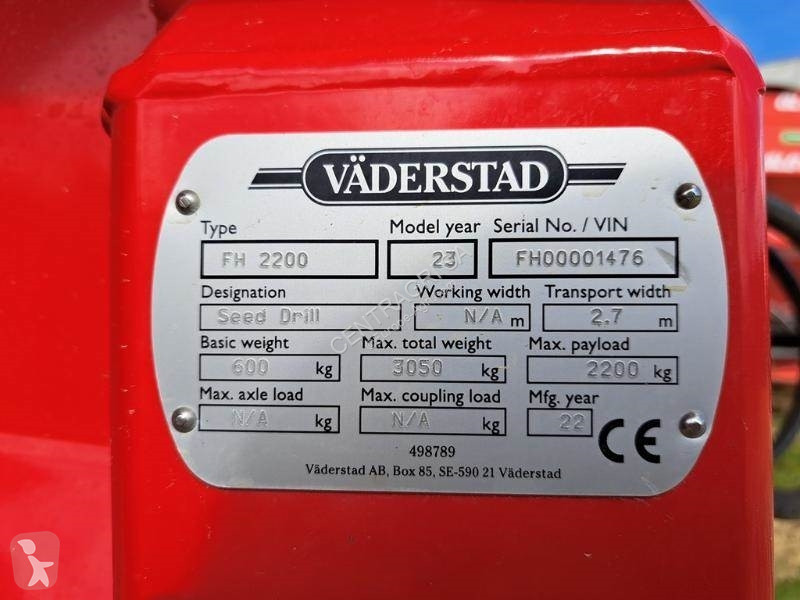 VÄDERSTAD
Type Model year Serial No. / VIN
FH 2200 23 FH00001476
Designation Working width Transport width
Seed Drill N/A m 2.7 m
Basic weight Max. total weight Max. payload
600 kg 3050 kg 2200 kg
Max. axle load Max. coupling load Mfg. year
N/A kg N/A kg 22 CE
498789
Väderstad AB, Box 85, SE-590 21 Väderstad